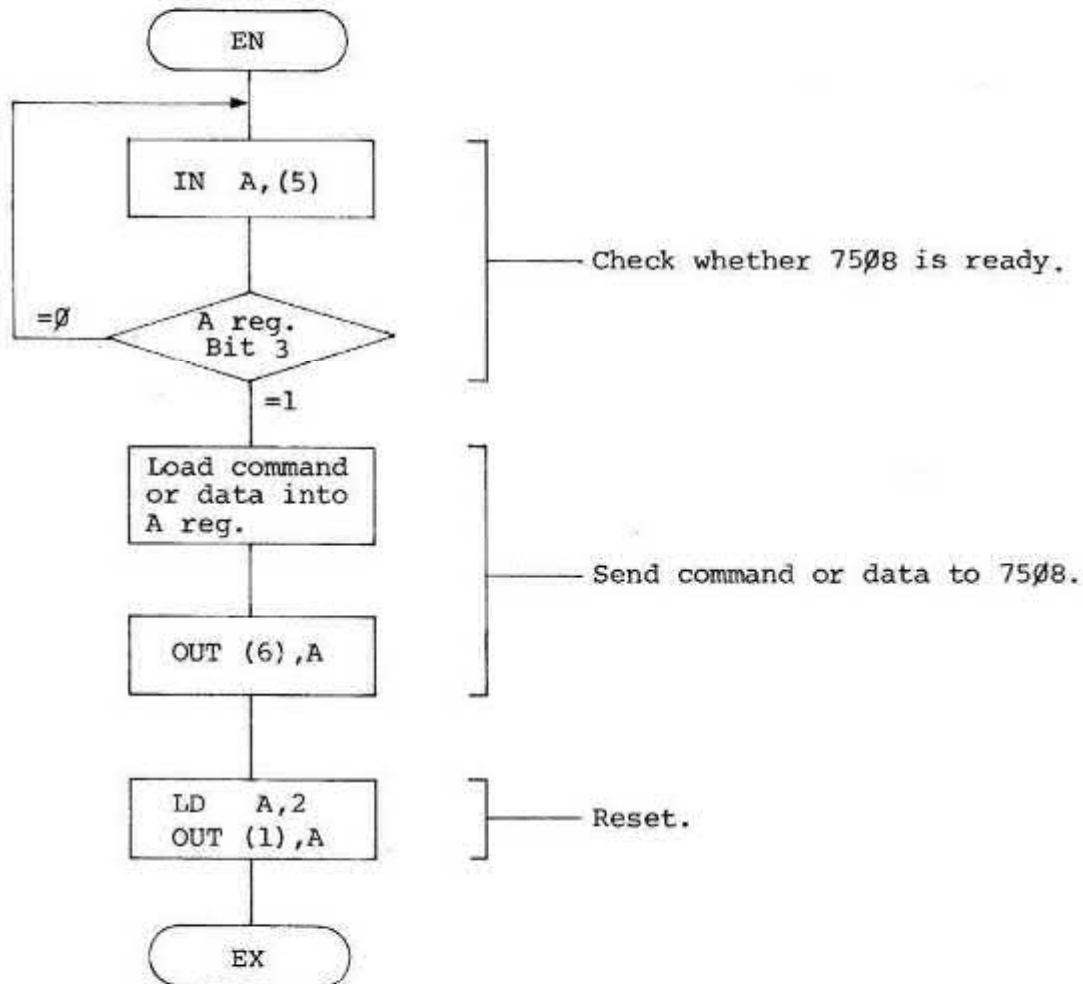 EN
IN A,(5)
Check whether 75Ø8 is ready.
=Ø
A reg.
Bit 3
=1
Load command
or data into
A reg.
Send command or data to 75Ø8.
OUT (6),A
LD A,2
OUT (1),A
Reset.
EX